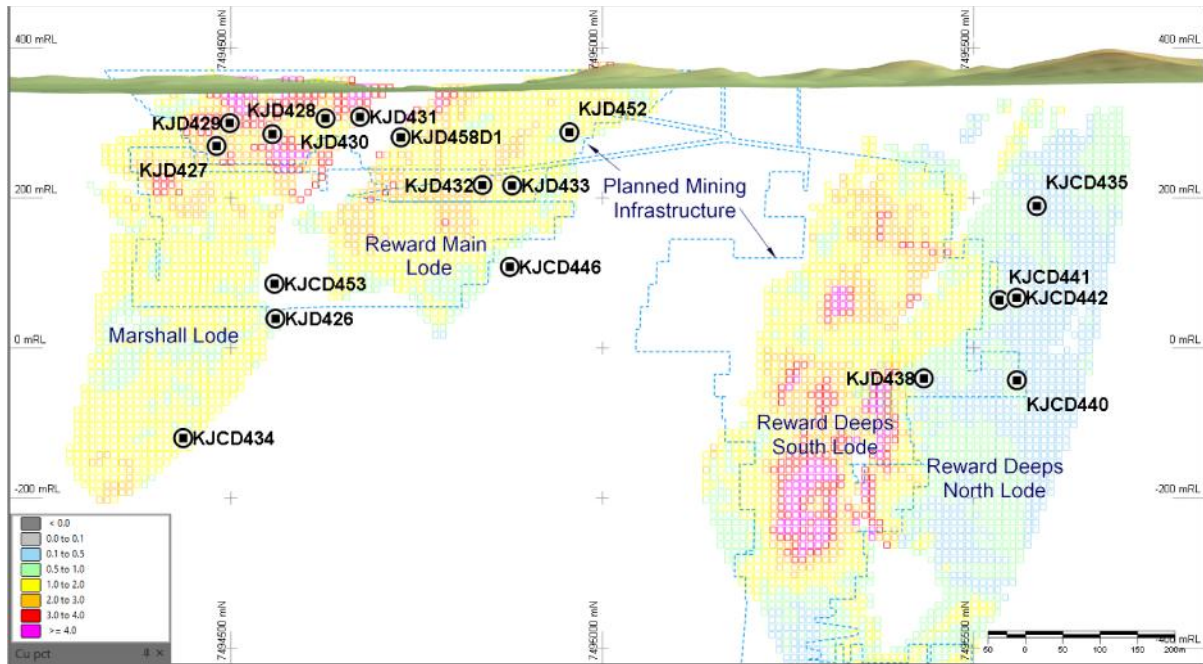 7494500 mN
7495000 mN
7495500 mN
400 mRL
400 mRL
KJD452
KJD428
KJD431
KJD429
KJD430
KJD458D1
KJD427
KJD432
KJD433
Planned Mining
Infrastructure
KJCD435
200 mRL
200 mRL
Reward Main
Lode
KJCD446
KJCD453
KJCD441
KJCD442
KJD426
Marshall Lode
0 mRL
0 mRL
KJD438
KJCD440
KJCD434
Reward Deeps
South Lode
Reward Deeps
North Lode
-200 mRL
-200 mRL
< 0.0
0.0 to 0.1
0.1 to 0.5
0.5 to 1.0
1.0 to 2.0
2.0 to 3.0
3.0 to 4.0
>= 4.0
Cu pct
7494500 mN
7495000 mN
7495500 mN
50 0 50 100 150 200m
-400 mRL